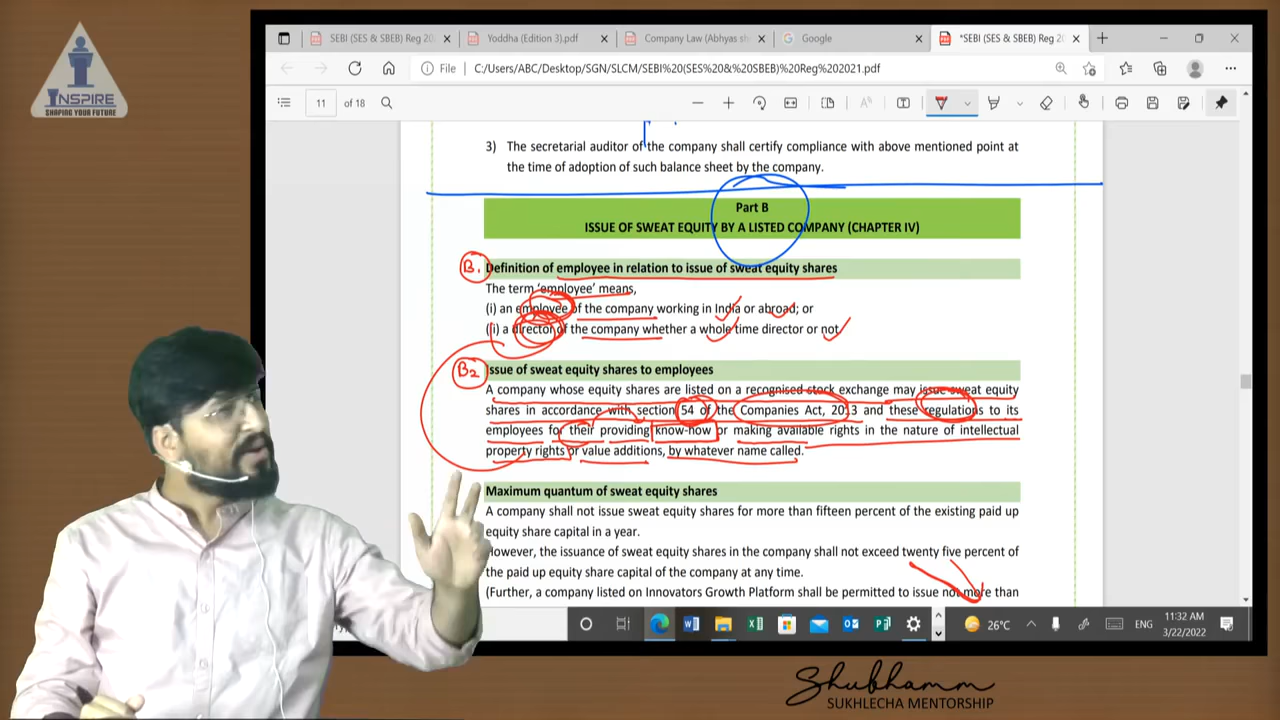 INSPIRE
SHAPING YOUR FUTURE
SEBI (SES & SBEB) Reg 20
Yoddha (Edition 3).pdf
Company Law (Abhyas sh
Google
*SEBI (SES & SBEB) Reg 2
File
C:/Users/ABC/Desktop/SGN/SLCM/SEBI%20(SES%20&%20SBEB)%20Reg%202021.pdf
11 of 18
3) The secretarial auditor of the company shall certify compliance with above mentioned point at
the time of adoption of such balance sheet by the company.
Part B
ISSUE OF SWEAT EQUITY BY A LISTED COMPANY (CHAPTER IV)
B1 Definition of employee in relation to issue of sweat equity shares
The term 'employee' means,
(i) an employee of the company working in India or abroad; or
(i) a director of the company whether a whole time director or not
B2 Issue of sweat equity shares to employees
A company whose equity shares are listed on a recognised stock exchange may issue sweat equity
shares in accordance with section 54 of the Companies Act, 2013 and these regulations to its
employees for their providing know-how or making available rights in the nature of intellectual
property rights or value additions, by whatever name called.
Maximum quantum of sweat equity shares
A company shall not issue sweat equity shares for more than fifteen percent of the existing paid up
equity share capital in a year.
However, the issuance of sweat equity shares in the company shall not exceed twenty five percent of
the paid up equity share capital of the company at any time.
(Further, a company listed on Innovators Growth Platform shall be permitted to issue not more than
26°C
ENG
11:32 AM
3/22/2022
Shubhamm
SUKHLECHA MENTORSHIP